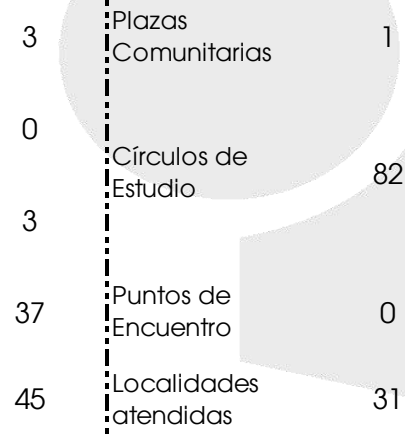 3 Plazas Comunitarias 1
0
Círculos de Estudio 82
3
37 Puntos de Encuentro 0
45 Localidades atendidas 31